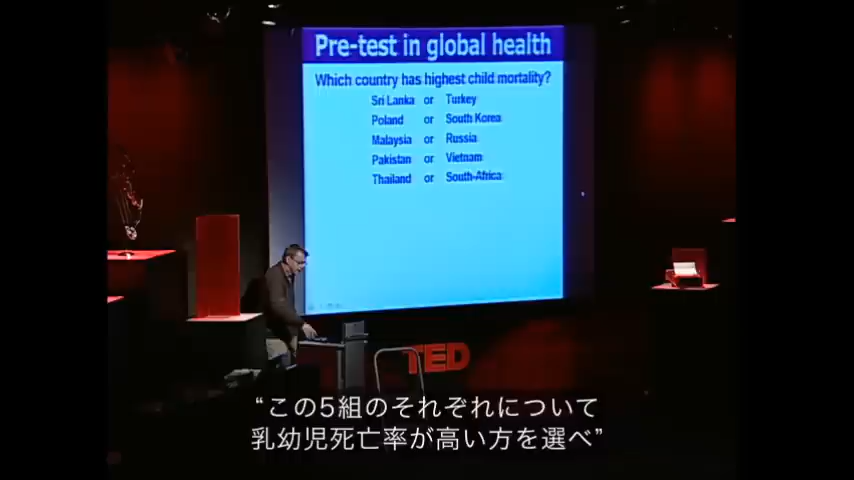 Pre-test in global health
Which country has highest child mortality?
Sri Lanka or Turkey
Poland or South Korea
Malaysia or Russia
Pakistan or Vietnam
Thailand or South-Africa
TED
“この5組のそれぞれについて
乳幼児死亡率が高い方を選べ”